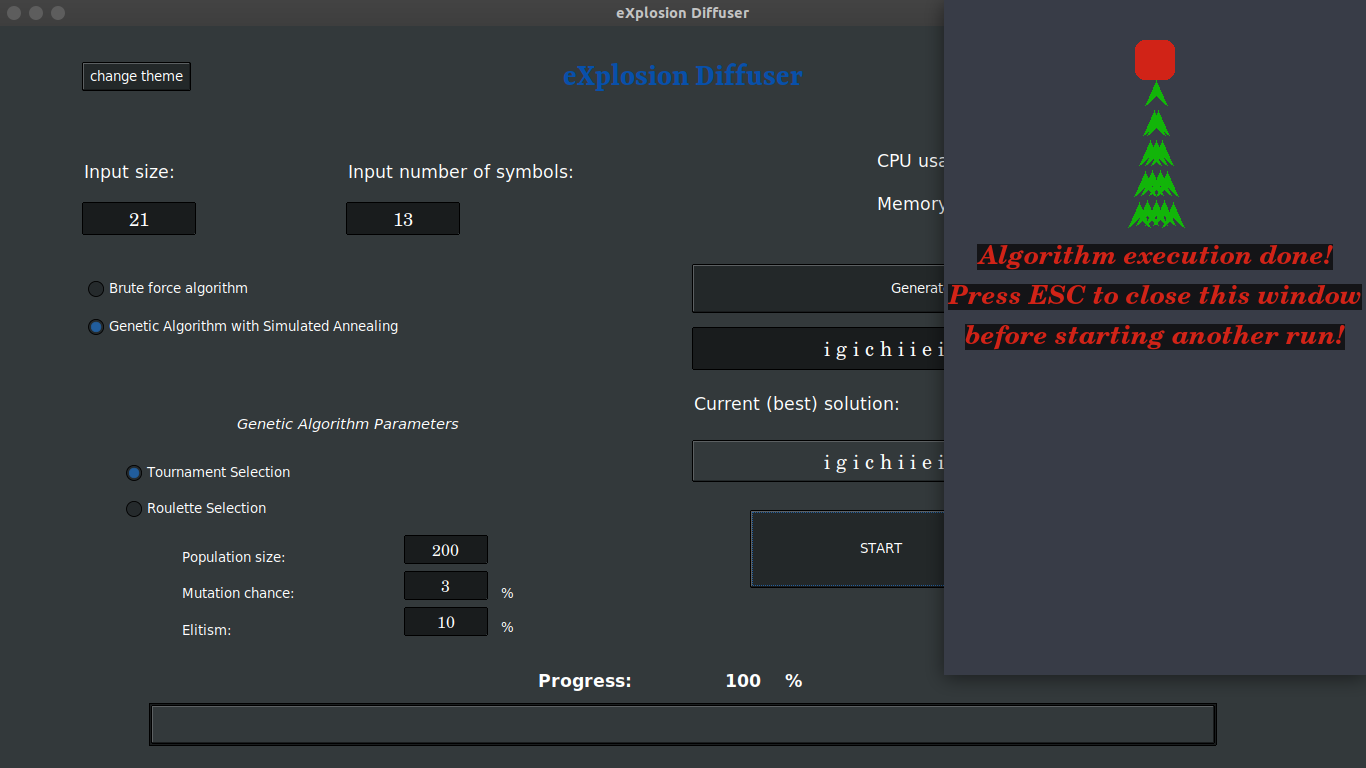 eXplosion Diffuser
change theme
eXplosion Diffuser
Input size:
Input number of symbols:
21
13
Brute force algorithm
Genetic Algorithm with Simulated Annealing
Genetic Algorithm Parameters
Tournament Selection
Roulette Selection
Population size:
200
Mutation chance:
3
%
Elitism:
10
%
CPU
Memory
i g i c h i i e i
Current (best) solution:
i g i c h i i e i
START
Progress:
100 %
Algorithm execution done!
Press ESC to close this window
before starting another run!